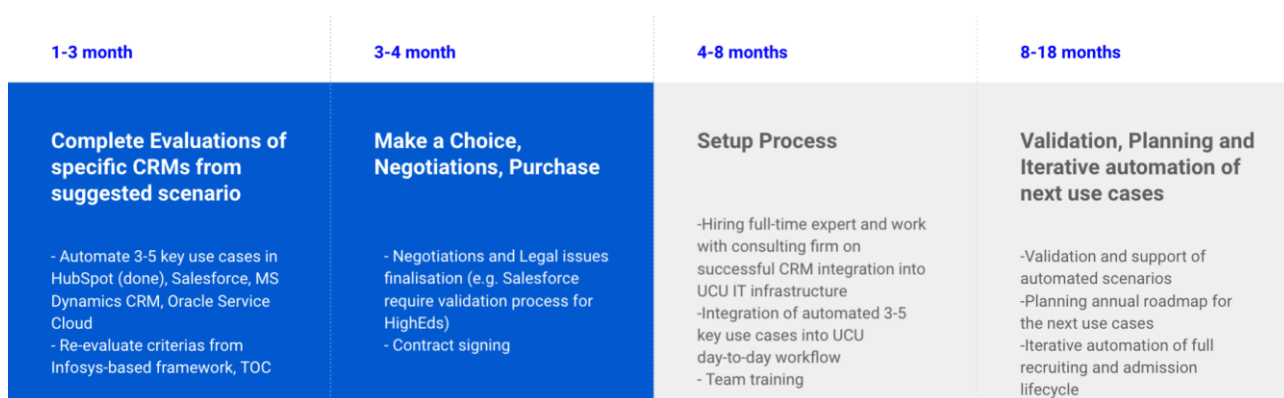 1-3 month
3-4 month
4-8 months
8-18 months
Complete Evaluations of
specific CRMs from
suggested scenario
- Automate 3-5 key use cases in
HubSpot (done), Salesforce, MS
Dynamics CRM, Oracle Service
Cloud
- Re-evaluate criterias from
Infosys-based framework, TOC
Make a Choice,
Negotiations, Purchase
- Negotiations and Legal issues
finalisation (e.g. Salesforce
require validation process for
HighEds)
- Contract signing
Setup Process
-Hiring full-time expert and work
with consulting firm on
successful CRM integration into
UCU IT infrastructure
-Integration of automated 3-5
key use cases into UCU
day-to-day workflow
- Team training
Validation, Planning and
Iterative automation of
next use cases
-Validation and support of
automated scenarios
-Planning annual roadmap for
the next use cases
-Iterative automation of full
recruiting and admission
lifecycle